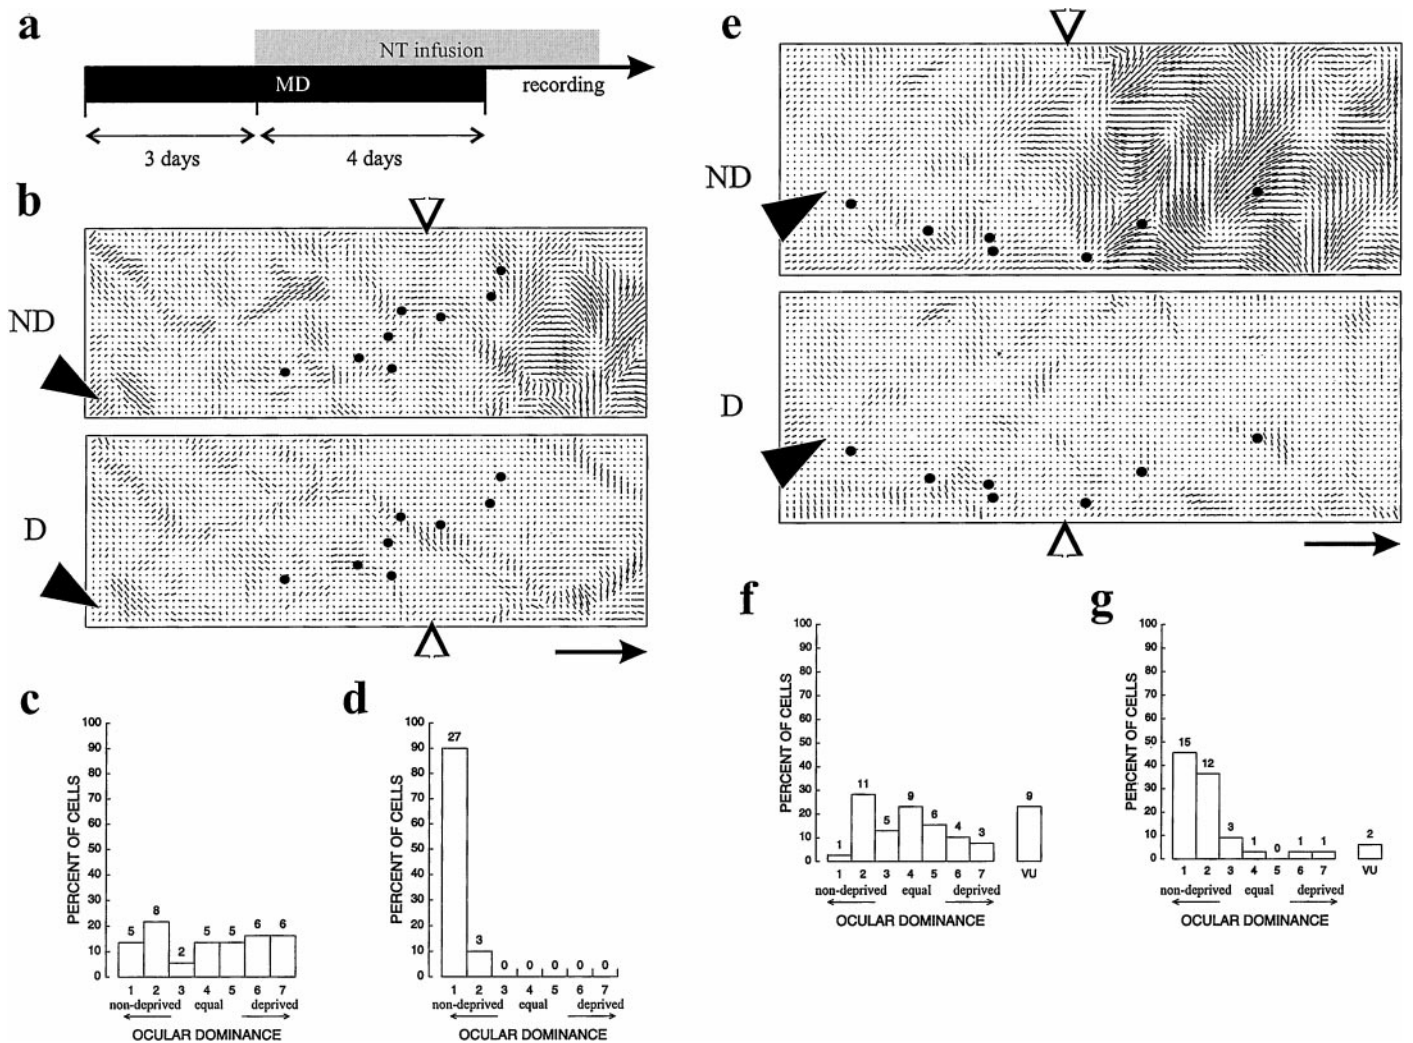 a
NT infusion
MD
recording
3 days
4 days
b
ND
D
c
PERCENT OF CELLS
100
90
80
70
60
50
40
30
20
10
0
5 8 2 5 5 6 6
1 2 3 4 5 6 7
non-deprived equal deprived
OCULAR DOMINANCE
d
PERCENT OF CELLS
100
90
80
70
60
50
40
30
20
10
0
27 3 0 0 0 0 0
1 2 3 4 5 6 7
non-deprived equal deprived
OCULAR DOMINANCE
e
ND
D
f
PERCENT OF CELLS
100
90
80
70
60
50
40
30
20
10
0
1 11 5 9 6 4 3 9
1 2 3 4 5 6 7 VU
non-deprived equal deprived
OCULAR DOMINANCE
g
PERCENT OF CELLS
100
90
80
70
60
50
40
30
20
10
0
15 12 3 1 0 1 1 2
1 2 3 4 5 6 7 VU
non-deprived equal deprived
OCULAR DOMINANCE